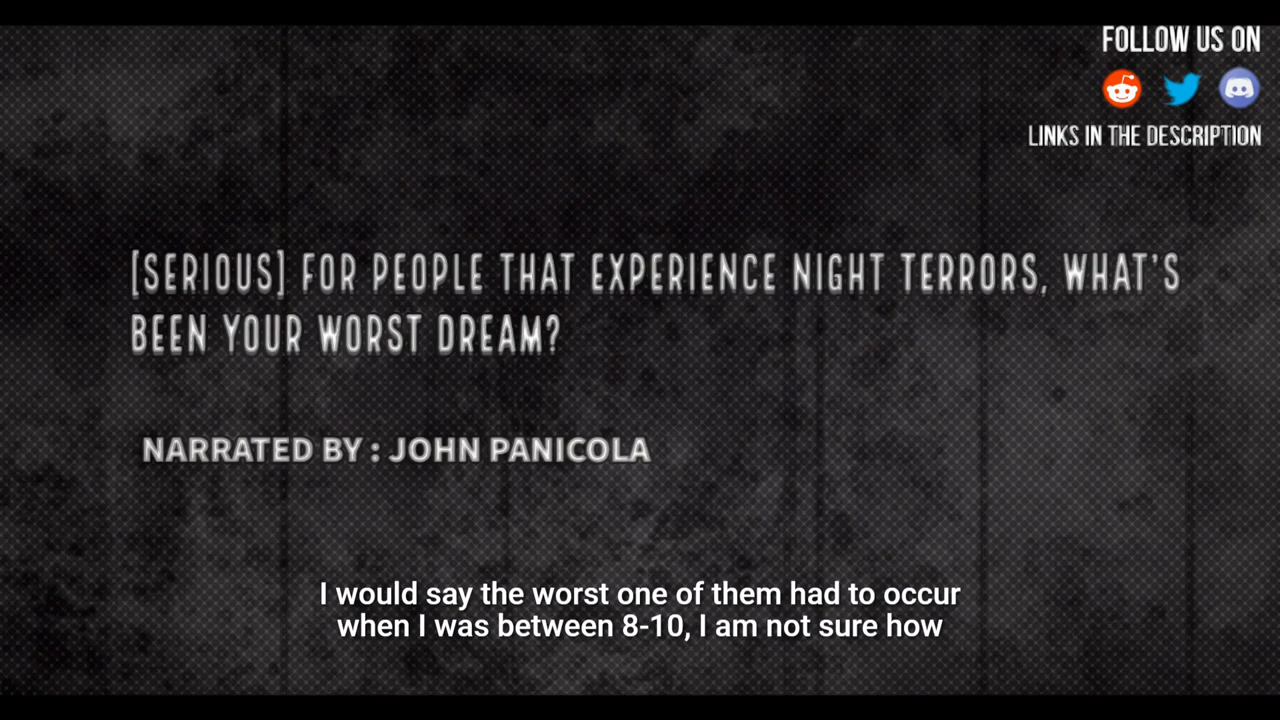 FOLLOW US ON
LINKS IN THE DESCRIPTION
[SERIOUS] FOR PEOPLE THAT EXPERIENCE NIGHT TERRORS, WHAT'S
BEEN YOUR WORST DREAM?
NARRATED BY : JOHN PANICOLA
I would say the worst one of them had to occur
when I was between 8-10, I am not sure how